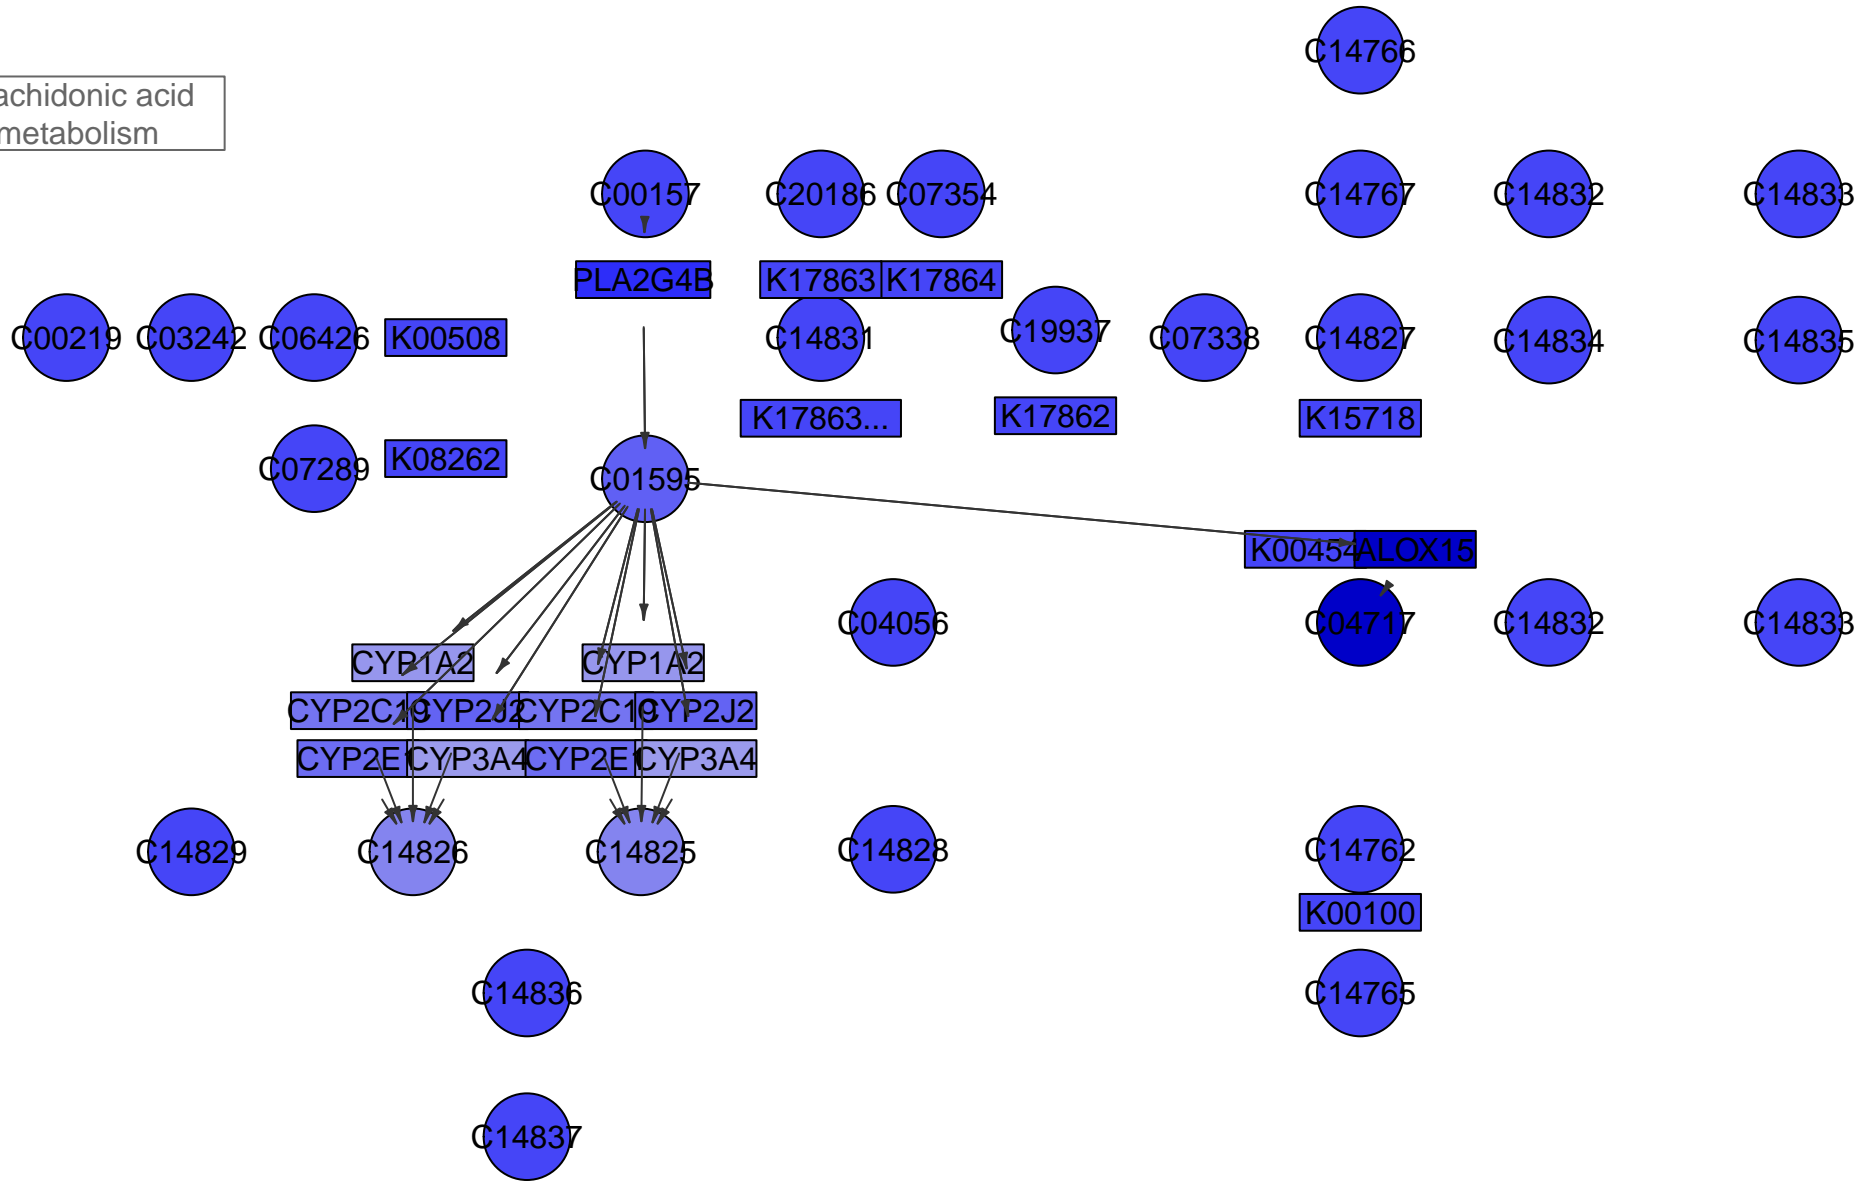 C14766
achidonic acid
metabolism
C00157
C20186
C07354
C14767
C14832
C14833
PLA2G4B
K17863
K17864
C00219
C03242
C06426
K00508
C14831
C19937
C07338
C14827
C14834
C14835
K17863...
K17862
K15718
C07289
K08262
C01595
K00454
ALOX15
C04056
C04717
C14832
C14833
CYP1A2
CYP1A2
CYP2C19
CYP2J2
CYP2C19
CYP2J2
CYP2E1
CYP3A4
CYP2E1
CYP3A4
C14829
C14826
C14825
C14828
C14762
K00100
C14836
C14765
C14837